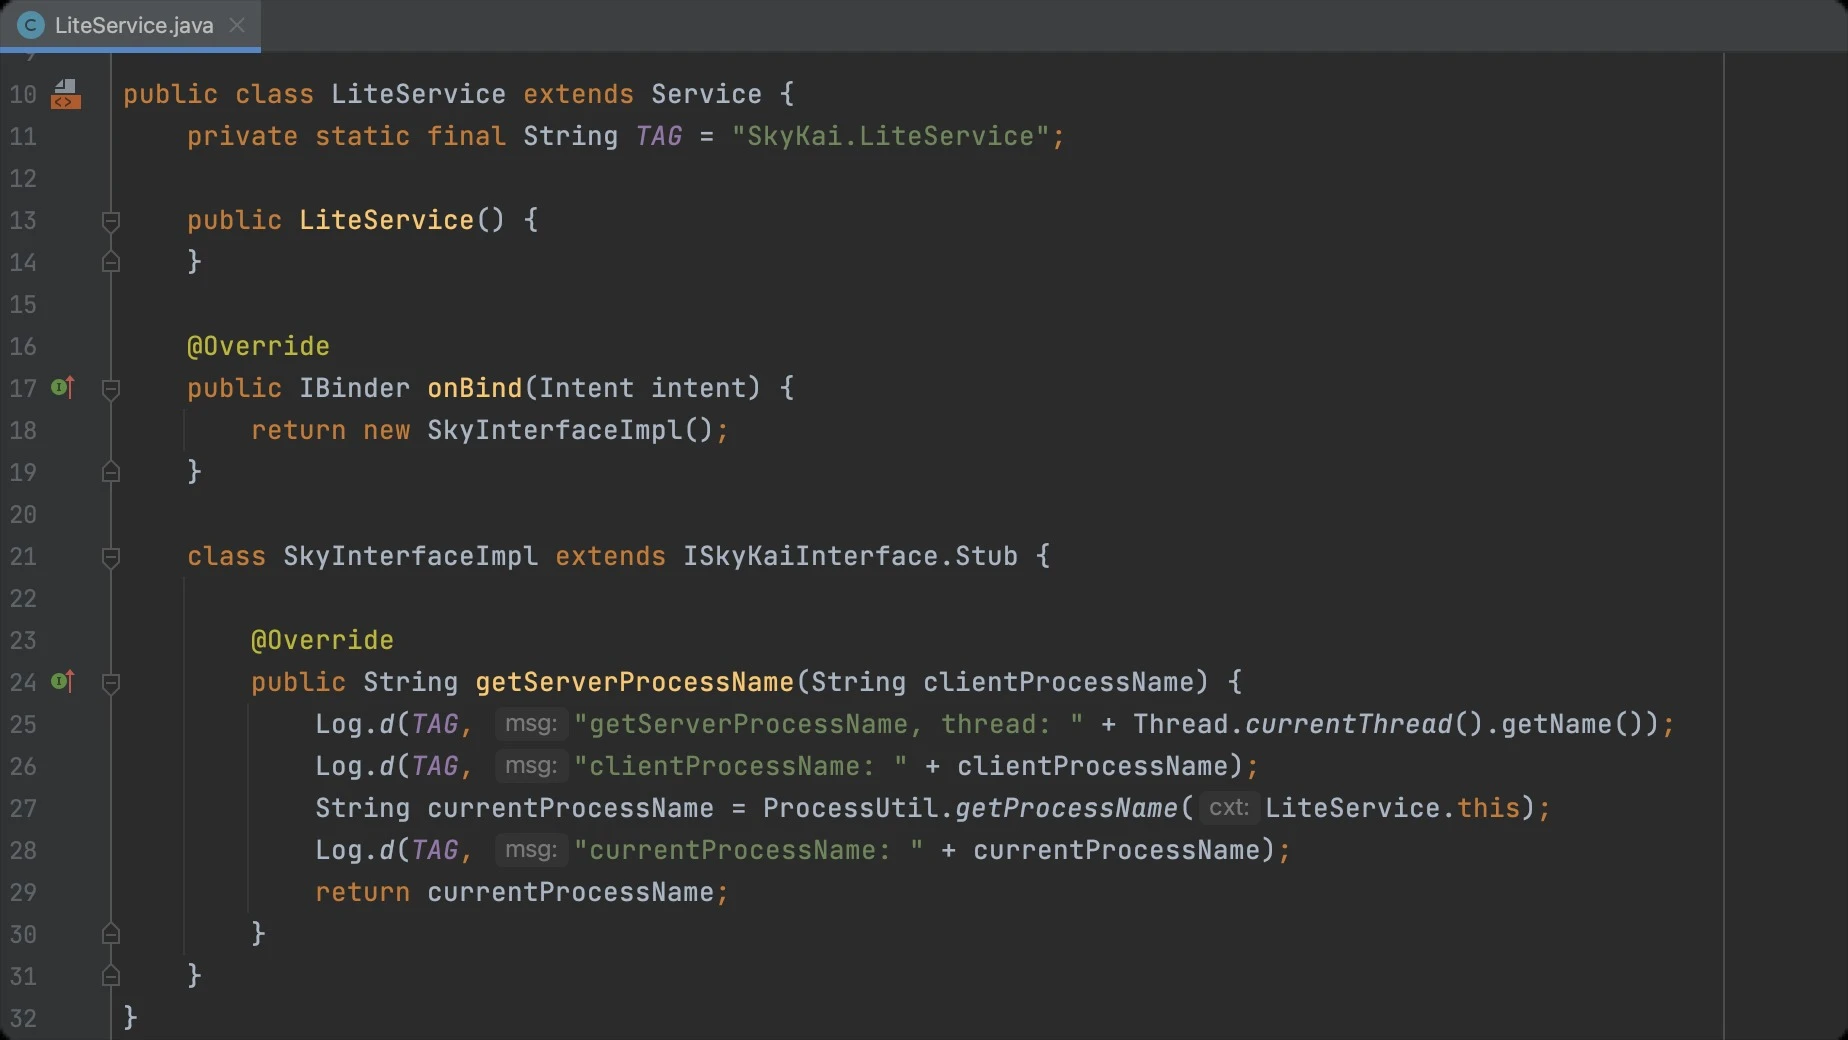 LiteService.java
9
10 public class LiteService extends Service {
11 private static final String TAG = "SkyKai.LiteService";
12
13 public LiteService() {
14 }
15
16 @Override
17 public IBinder onBind(Intent intent) {
18 return new SkyInterfaceImpl();
19 }
20
21 class SkyInterfaceImpl extends ISkyKaiInterface.Stub {
22
23 @Override
24 public String getServerProcessName(String clientProcessName) {
25 Log.d(TAG, msg: "getServerProcessName, thread: " + Thread.currentThread().getName());
26 Log.d(TAG, msg: "clientProcessName: " + clientProcessName);
27 String currentProcessName = ProcessUtil.getProcessName( cxt: LiteService.this);
28 Log.d(TAG, msg: "currentProcessName: " + currentProcessName);
29 return currentProcessName;
30 }
31 }
32 }